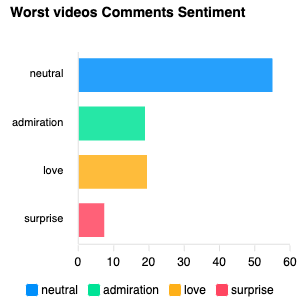 Worst videos Comments Sentiment
neutral
admiration
love
surprise
0 10 20 30 40 50 60
neutral admiration love surprise